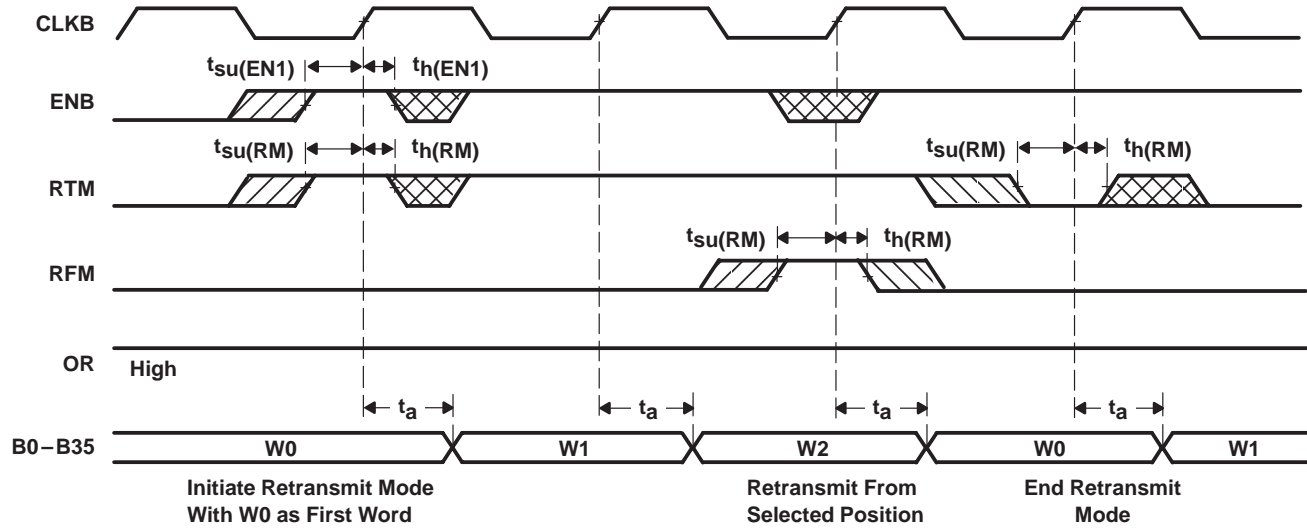 CLKB
tsu(EN1) th(EN1)
ENB
tsu(RM) th(RM) tsu(RM) th(RM)
RTM
tsu(RM) th(RM)
RFM
OR
High
ta ta ta ta
B0–B35 W0 W1 W2 W0 W1
Initiate Retransmit Mode
With W0 as First Word
Retransmit From
Selected Position
End Retransmit
Mode